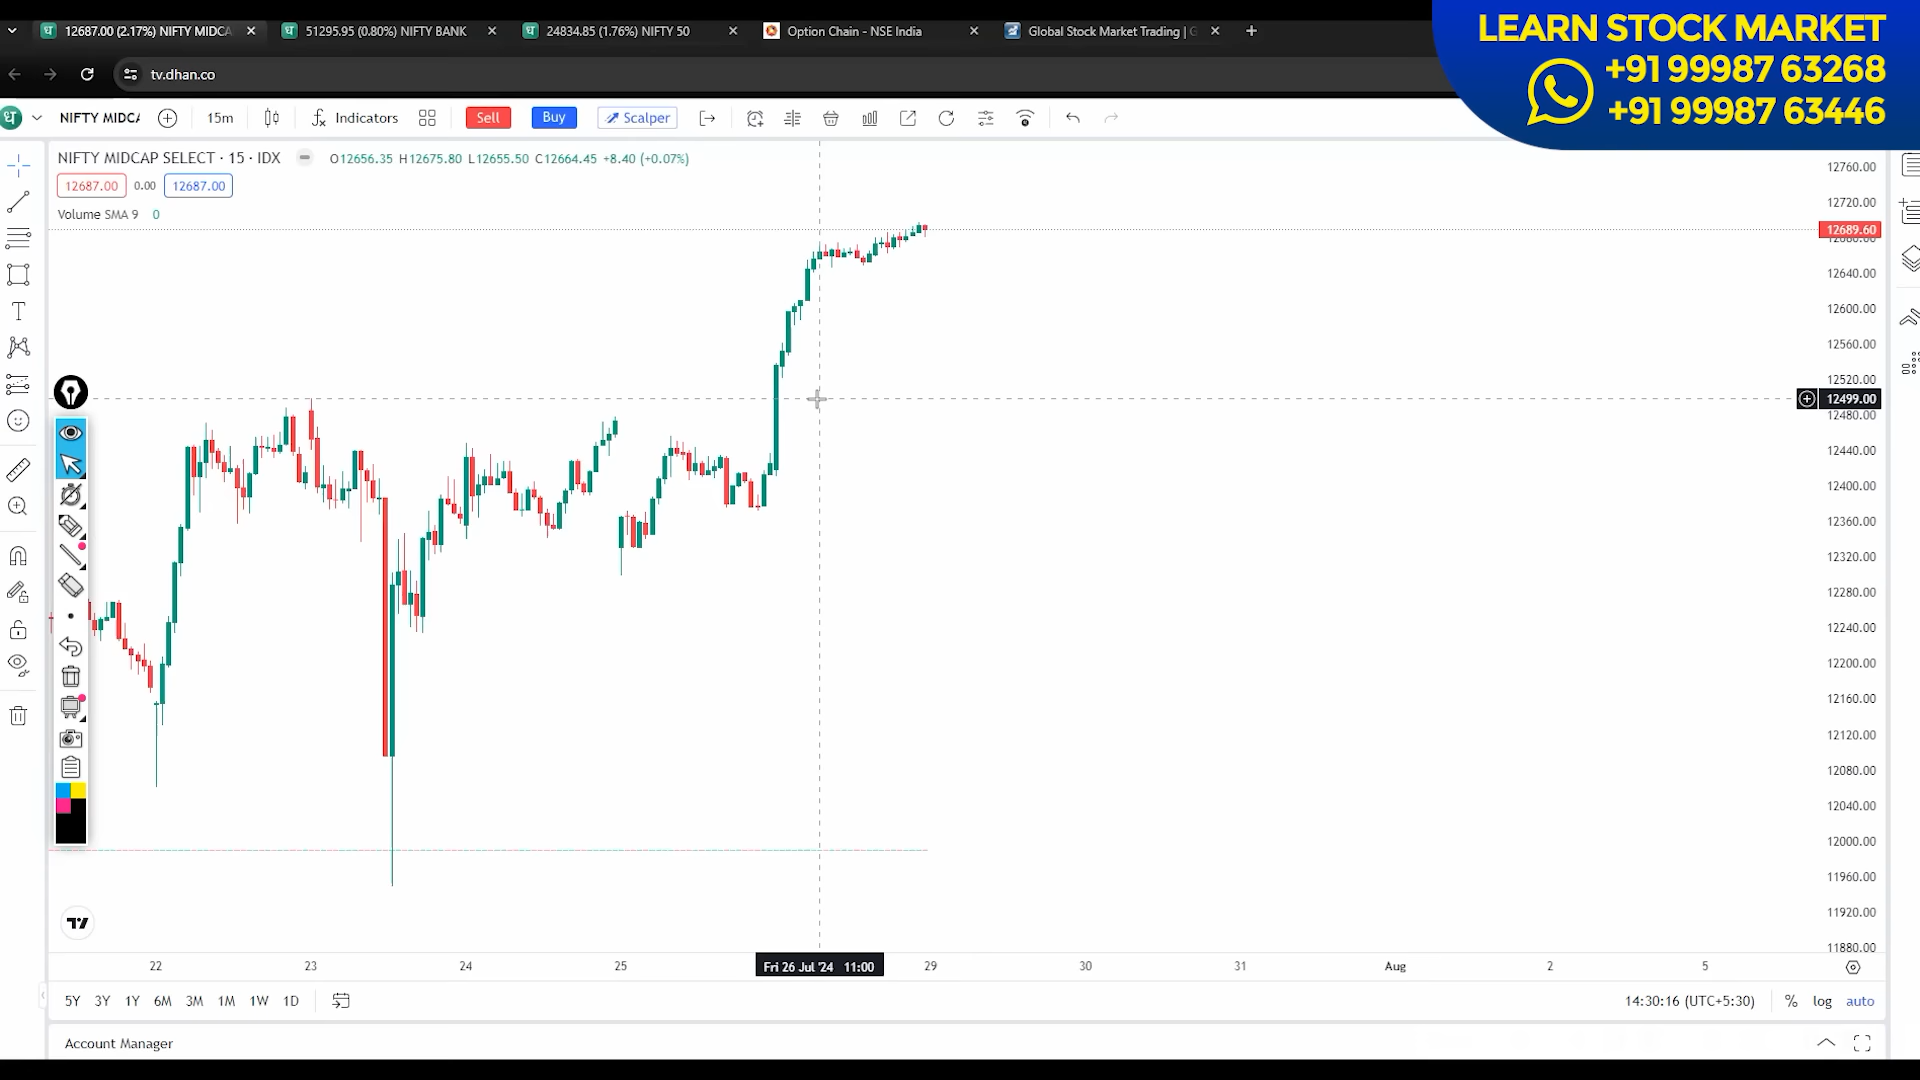 12687.00 (2.17%) NIFTY MIDCA
51295.95 (0.80%) NIFTY BANK
24834.85 (1.76%) NIFTY 50
Option Chain - NSE India
Global Stock Market Trading |
LEARN STOCK MARKET
+91 99987 63268
+91 99987 63446
tv.dhan.co
NIFTY MIDCA
15m
Indicators
Sell
Buy
Scalper
NIFTY MIDCAP SELECT · 15 · IDX
O12656.35 H12675.80 L12655.50 C12664.45 +8.40 (+0.07%)
12687.00 0.00 12687.00
Volume SMA 9 0
12760.00
12720.00
12689.60
12640.00
12600.00
12560.00
12520.00
12499.00
12480.00
12440.00
12400.00
12360.00
12320.00
12280.00
12240.00
12200.00
12160.00
12120.00
12080.00
12040.00
12000.00
11960.00
11920.00
11880.00
22 23 24 25 Fri 26 Jul '24 11:00 29 30 31 Aug 2 5
5Y 3Y 1Y 6M 3M 1M 1W 1D
14:30:16 (UTC+5:30) % log auto
Account Manager